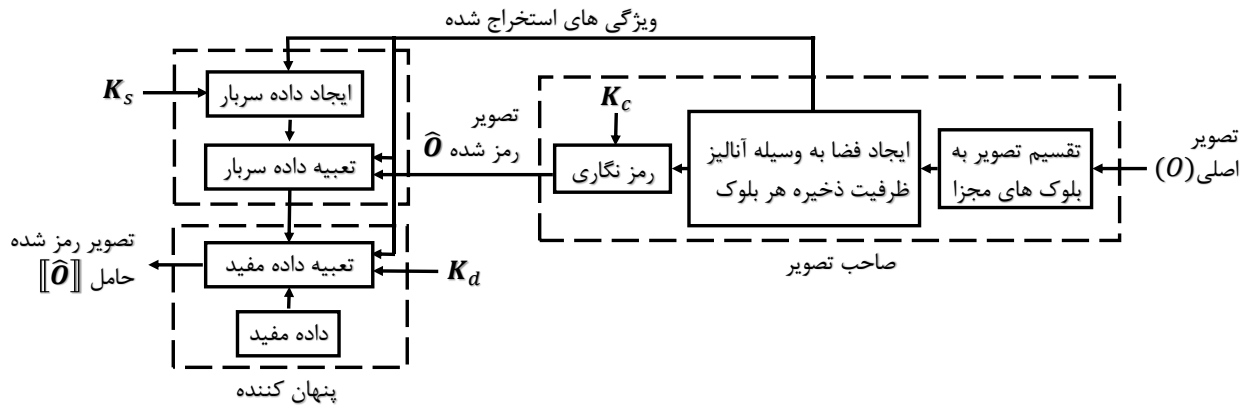 ویژگی های استخراج شده
تصویر
اصلی(O)
تقسیم تصویر به
بلوک های مجزا
ایجاد فضا به وسیله آنالیز
ظرفیت ذخیره هر بلوک
K_c
رمز نگاری
صاحب تصویر
تصویر
رمز شده Ô
K_s
ایجاد داده سربار
تعبیه داده سربار
تعبیه داده مفید
K_d
داده مفید
تصویر رمز شده
حامل ⟦Ô⟧
پنهان کننده